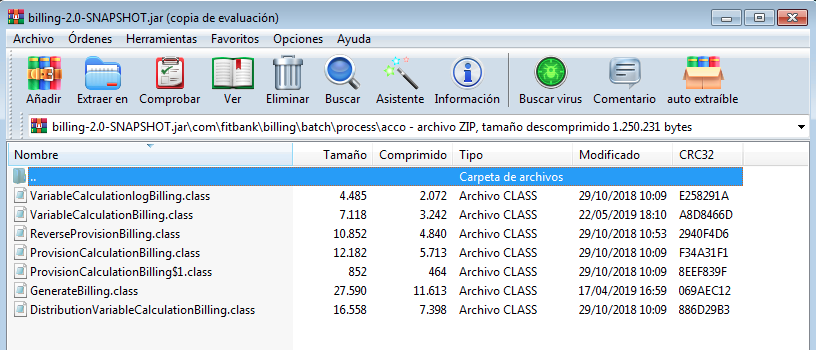 billing-2.0-SNAPSHOT.jar (copia de evaluación)
Archivo Órdenes Herramientas Favoritos Opciones Ayuda
Añadir Extraer en Comprobar Ver Eliminar Buscar Asistente Información Buscar virus Comentario auto extraíble
billing-2.0-SNAPSHOT.jar\com\fitbank\billing\batch\process\acco - archivo ZIP, tamaño descomprimido 1.250.231 bytes
Nombre Tamaño Comprimido Tipo Modificado CRC32
.. Carpeta de archivos
VariableCalculationlogBilling.class 4.485 2.072 Archivo CLASS 29/10/2018 10:09 E258291A
VariableCalculationBilling.class 7.118 3.242 Archivo CLASS 22/05/2019 18:10 A8D8466D
ReverseProvisionBilling.class 10.852 4.840 Archivo CLASS 29/10/2018 10:53 2940F4D6
ProvisionCalculationBilling.class 12.182 5.713 Archivo CLASS 29/10/2018 10:09 F34A31F1
ProvisionCalculationBilling$1.class 852 464 Archivo CLASS 29/10/2018 10:09 8EEF839F
GenerateBilling.class 27.590 11.613 Archivo CLASS 17/04/2019 16:59 069AEC12
DistributionVariableCalculationBilling.class 16.558 7.398 Archivo CLASS 29/10/2018 10:09 886D29B3